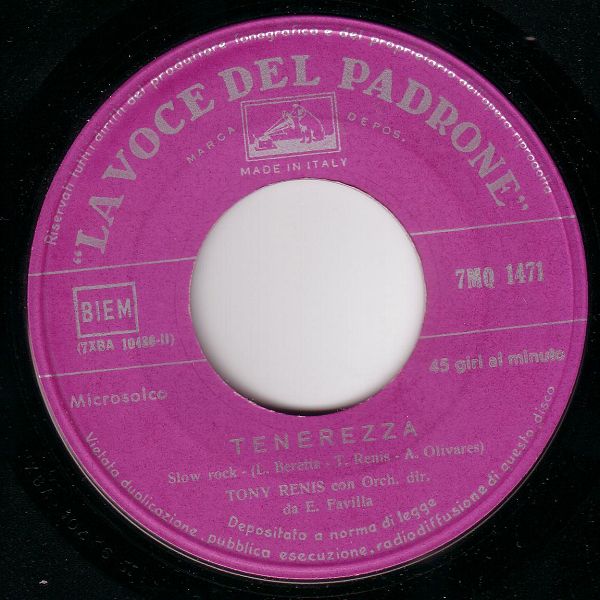 Riservati tutti i diritti del produttore fonografico e del proprietario dell'opera riprodotta
"LA VOCE DEL PADRONE"
MARCA DEPOS.
MADE IN ITALY
BIEM
(7XBA 10486-II)
7MQ 1471
Microsolco
45 giri al minuto
TENEREZZA
Slow rock - (L. Beretta - T. Renis - A. Olivares)
TONY RENIS con Orch. dir.
da E. Favilla
Depositato a norma di legge
Vietata duplicazione, pubblica esecuzione, radiodiffusione di questo disco